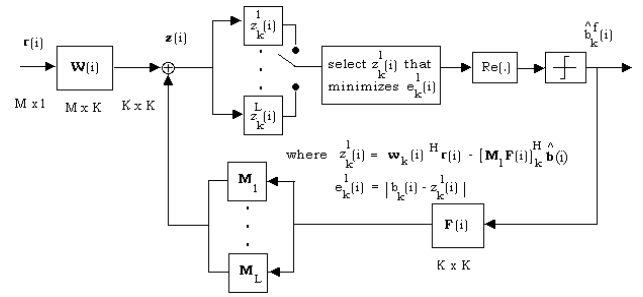 r(i)
W(i)
M x 1
M x K
K x K
z(i)
z_k^1(i)
z_k^L(i)
select z_k^l(i) that
minimizes e_k^l(i)
Re(.)
b̂_k^f(i)
where z_k^l(i) = w_k(i)^H r(i) - [M_l F(i)]_k^H b̂(i)
e_k^l(i) = | b_k(i) - z_k^l(i) |
M_1
M_L
F(i)
K x K